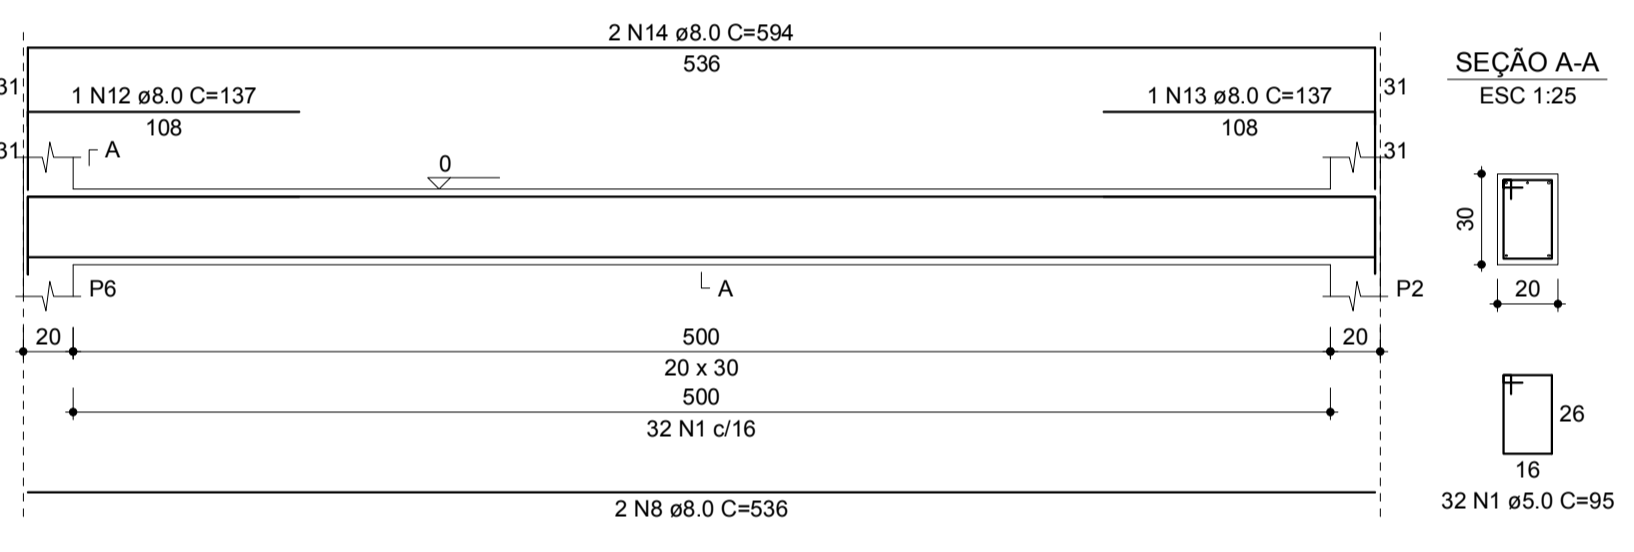 2 N14 ø8.0 C=594
536
SEÇÃO A-A
ESC 1:25
31
31
1 N12 ø8.0 C=137
108
1 N13 ø8.0 C=137
108
31
A
0
31
30
20
P6
A
P2
20
500
20
20 x 30
500
32 N1 c/16
26
16
32 N1 ø5.0 C=95
2 N8 ø8.0 C=536